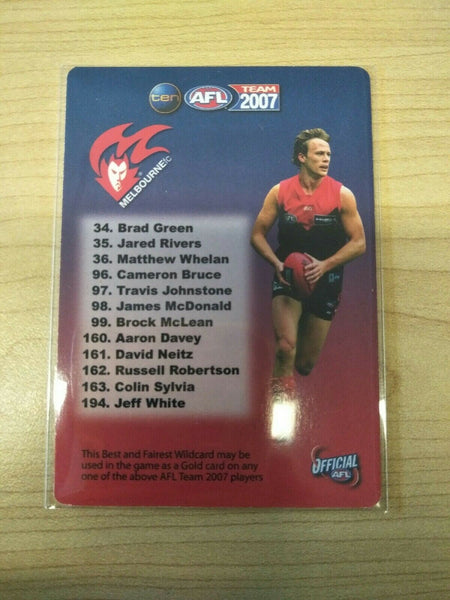 ten AFL TEAM 2007
MELBOURNE fc
34. Brad Green
35. Jared Rivers
36. Matthew Whelan
96. Cameron Bruce
97. Travis Johnstone
98. James McDonald
99. Brock McLean
160. Aaron Davey
161. David Neitz
162. Russell Robertson
163. Colin Sylvia
194. Jeff White
This Best and Fairest Wildcard may be
used in the game as a Gold card on any
one of the above AFL Team 2007 players
OFFICIAL
AFL